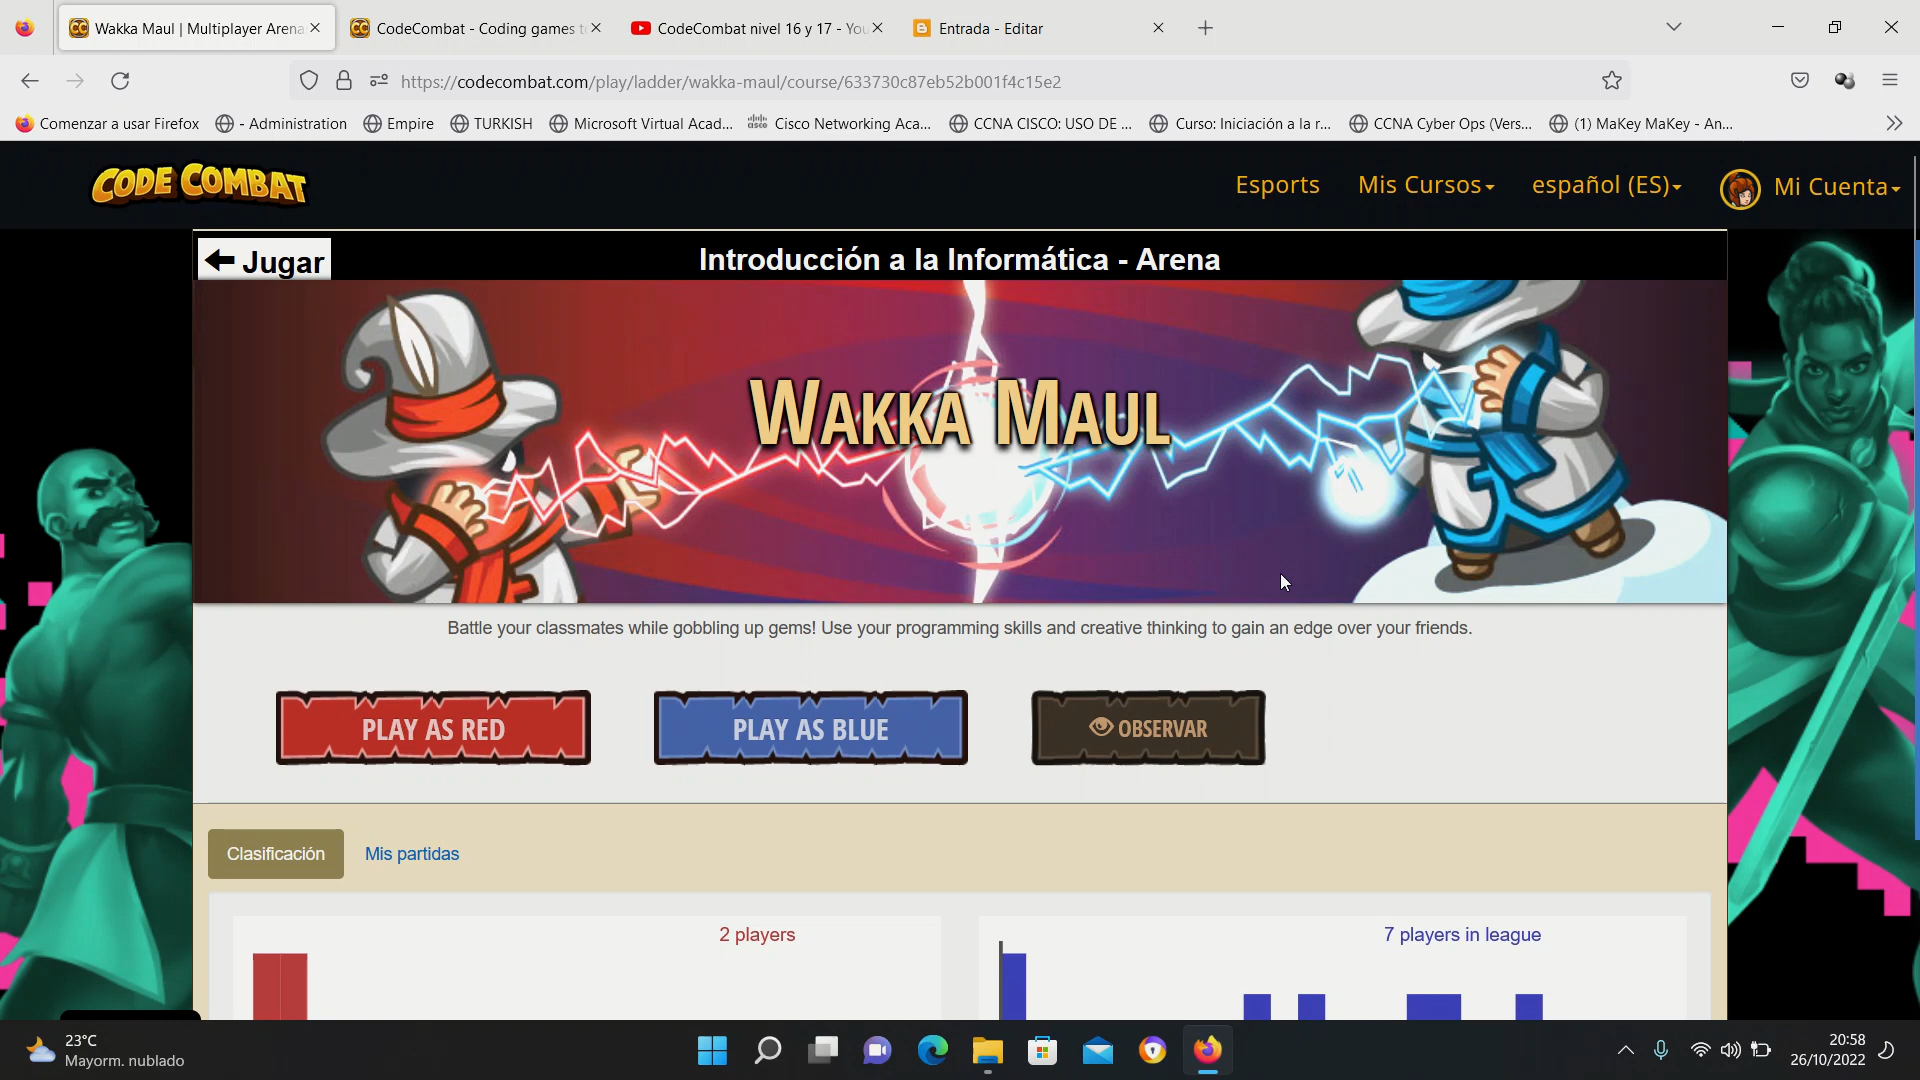 Wakka Maul | Multiplayer Arena
CodeCombat - Coding games to
CodeCombat nivel 16 y 17 - You
Entrada - Editar
https://codecombat.com/play/ladder/wakka-maul/course/633730c87eb52b001f4c15e2
Comenzar a usar Firefox
- Administration
Empire
TURKISH
Microsoft Virtual Acad...
Cisco Networking Aca...
CCNA CISCO: USO DE ...
Curso: Iniciación a la r...
CCNA Cyber Ops (Vers...
(1) MaKey MaKey - An...
CODE COMBAT
Esports
Mis Cursos
español (ES)
Mi Cuenta
Jugar
Introducción a la Informática - Arena
WAKKA MAUL
Battle your classmates while gobbling up gems! Use your programming skills and creative thinking to gain an edge over your friends.
PLAY AS RED
PLAY AS BLUE
OBSERVAR
Clasificación
Mis partidas
2 players
7 players in league
23°C
Mayorm. nublado
20:58
26/10/2022